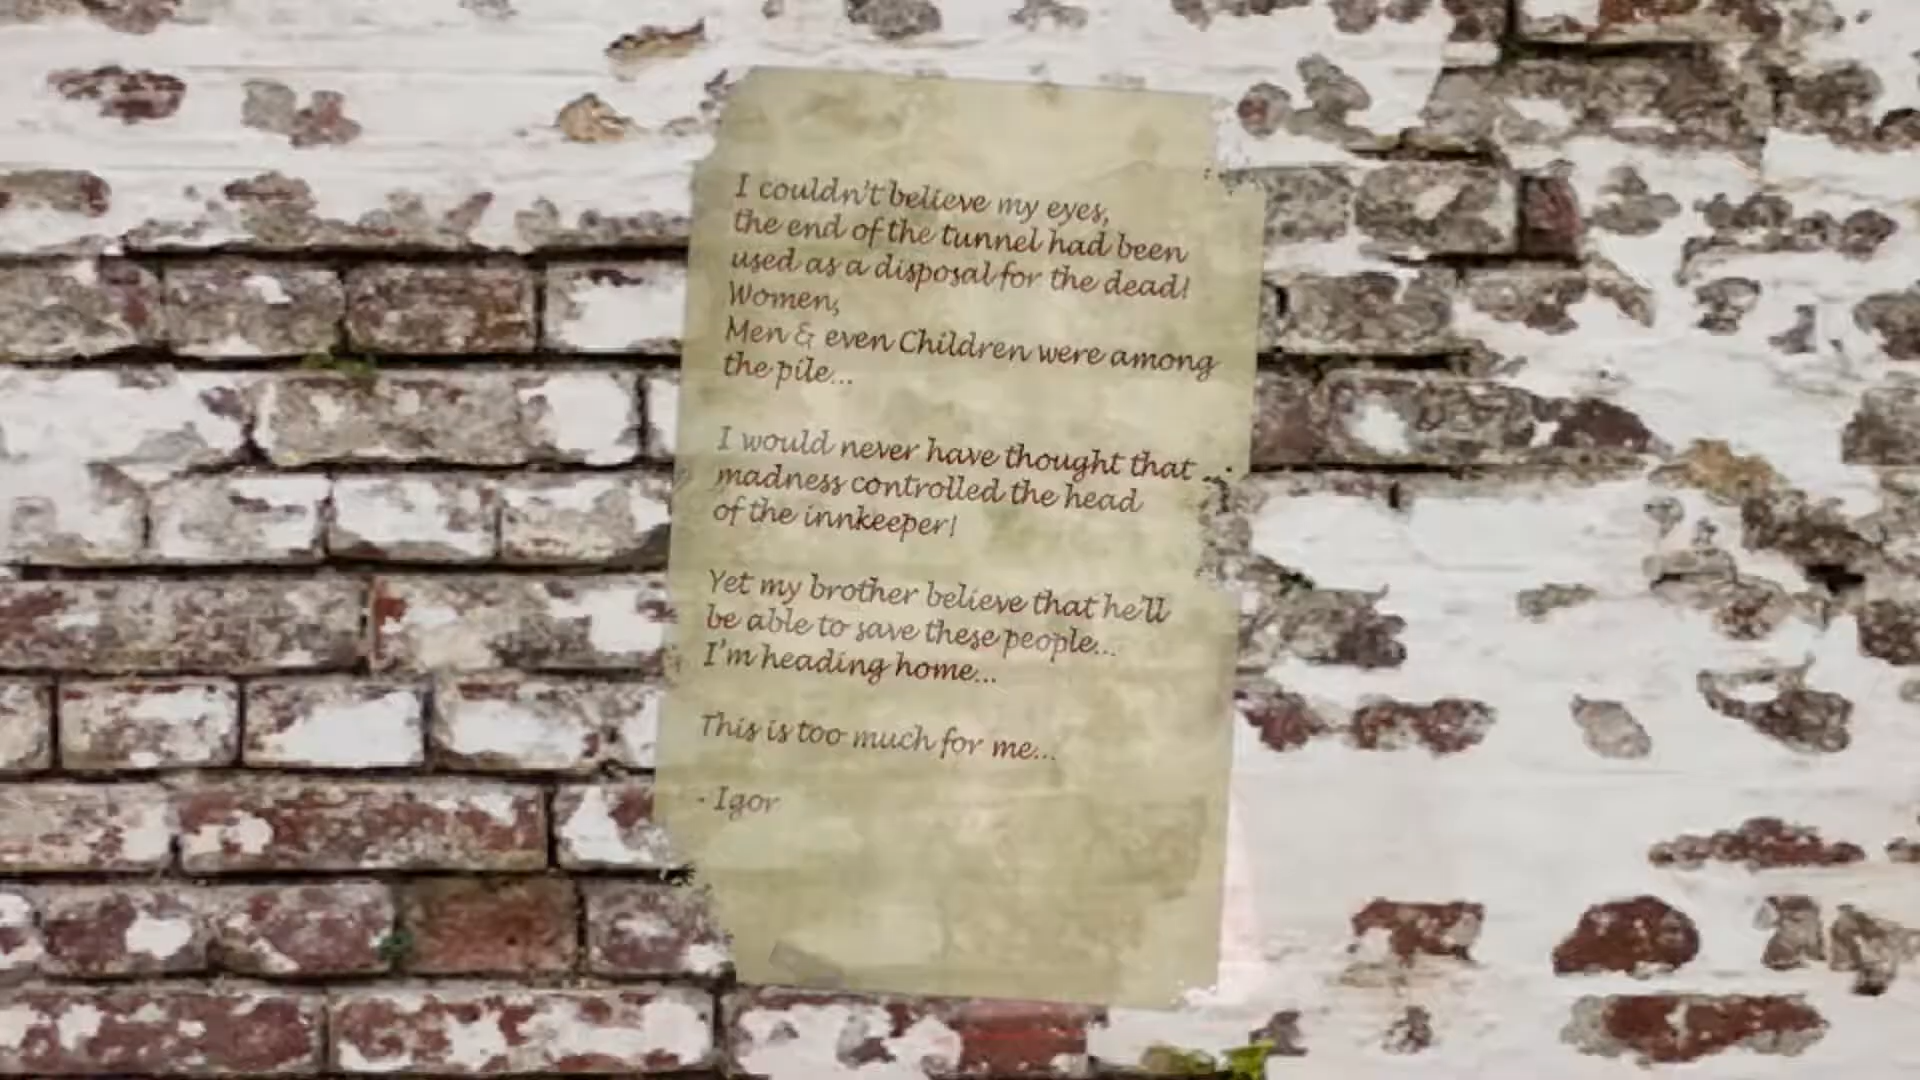 I couldn't believe my eyes,
the end of the tunnel had been
used as a disposal for the dead!
Women,
Men & even Children were among
the pile...
I would never have thought that
madness controlled the head
of the innkeeper!
Yet my brother believe that he'll
be able to save these people...
I'm heading home...
This is too much for me...
- Igor